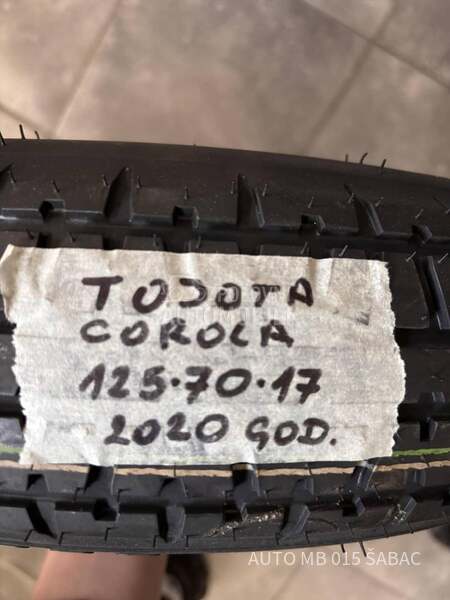 TOJOTA
COROLA
125.70.17
2020 GOD.
AUTO MB 015 ŠABAC